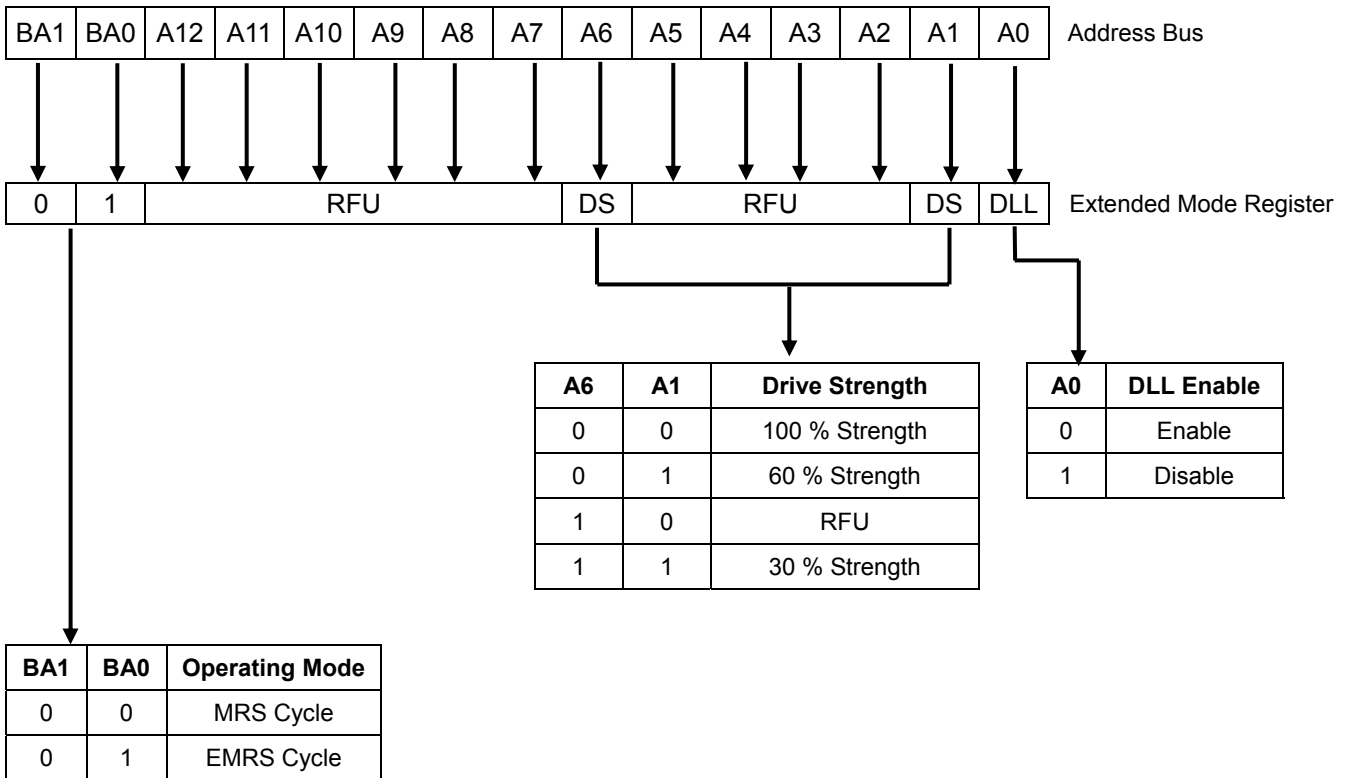 BA1 BA0 A12 A11 A10 A9 A8 A7 A6 A5 A4 A3 A2 A1 A0 Address Bus
0 1 RFU DS RFU DS DLL Extended Mode Register
A6 A1 Drive Strength
0 0 100 % Strength
0 1 60 % Strength
1 0 RFU
1 1 30 % Strength
A0 DLL Enable
0 Enable
1 Disable
BA1 BA0 Operating Mode
0 0 MRS Cycle
0 1 EMRS Cycle